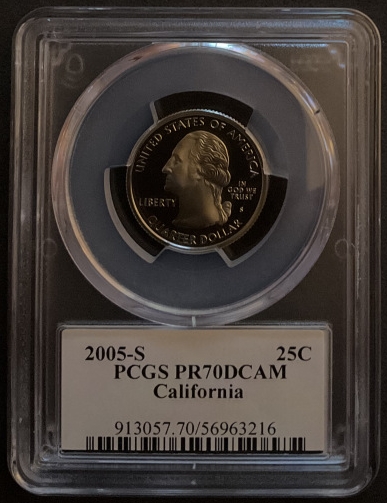 UNITED STATES OF AMERICA
LIBERTY
IN
GOD WE
TRUST
S
QUARTER DOLLAR
2005-S 25C
PCGS PR70DCAM
California
913057.70/56963216